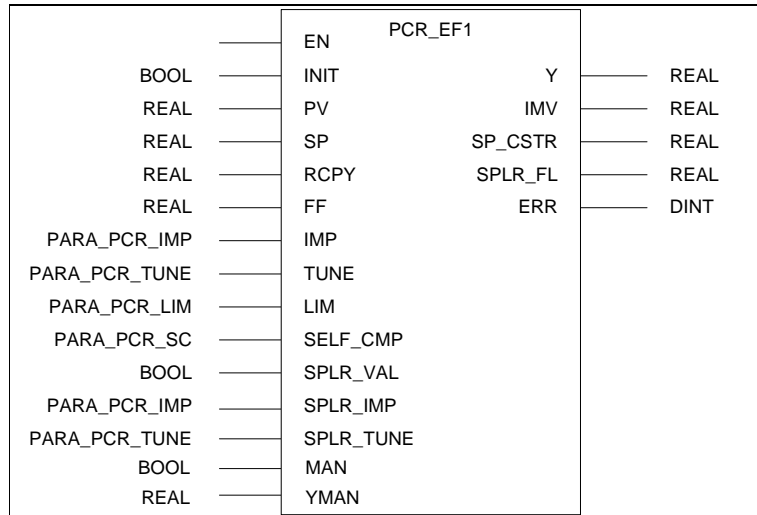 PCR_EF1
EN
BOOL INIT Y REAL
REAL PV IMV REAL
REAL SP SP_CSTR REAL
REAL RCPY SPLR_FL REAL
REAL FF ERR DINT
PARA_PCR_IMP IMP
PARA_PCR_TUNE TUNE
PARA_PCR_LIM LIM
PARA_PCR_SC SELF_CMP
BOOL SPLR_VAL
PARA_PCR_IMP SPLR_IMP
PARA_PCR_TUNE SPLR_TUNE
BOOL MAN
REAL YMAN